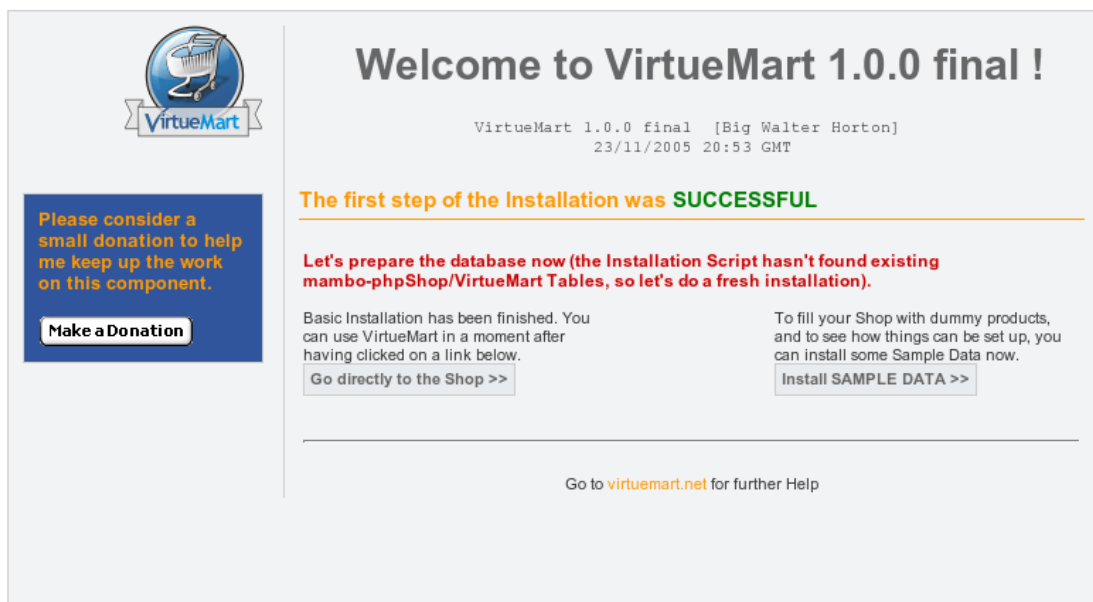 VirtueMart
Welcome to VirtueMart 1.0.0 final !
VirtueMart 1.0.0 final [Big Walter Horton]
23/11/2005 20:53 GMT
Please consider a
small donation to help
me keep up the work
on this component.
Make a Donation
The first step of the Installation was SUCCESSFUL
Let's prepare the database now (the Installation Script hasn't found existing
mambo-phpShop/VirtueMart Tables, so let's do a fresh installation).
Basic Installation has been finished. You
can use VirtueMart in a moment after
having clicked on a link below.
Go directly to the Shop >>
To fill your Shop with dummy products,
and to see how things can be set up, you
can install some Sample Data now.
Install SAMPLE DATA >>
Go to virtuemart.net for further Help